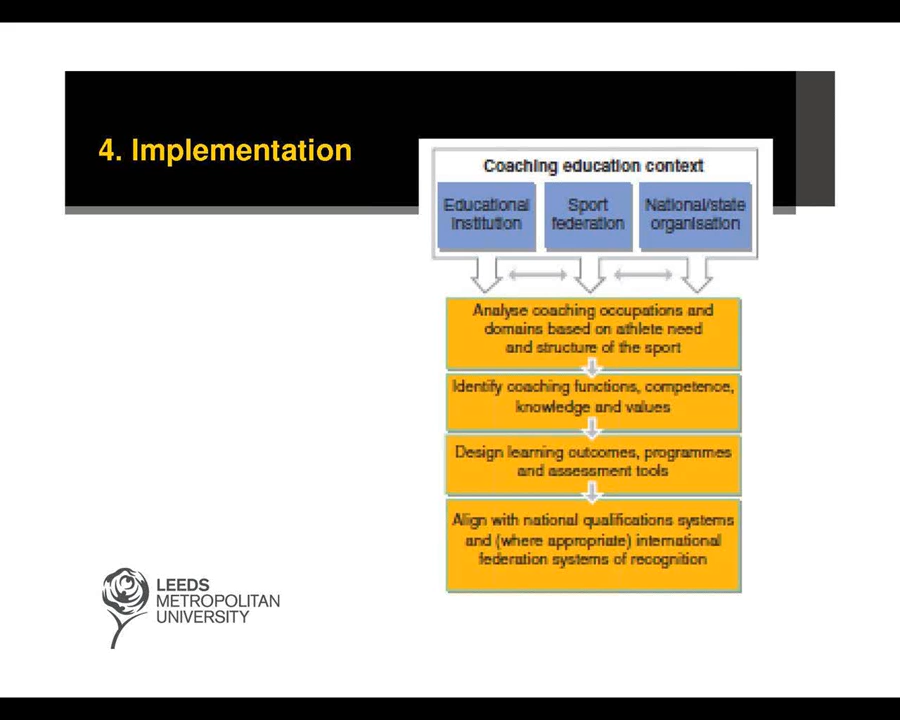 4. Implementation
Coaching education context
Educational
institution
Sport
federation
National/state
organisation
Analyse coaching occupations and
domains based on athlete need
and structure of the sport
Identify coaching functions, competence,
knowledge and values
Design learning outcomes, programmes
and assessment tools
Align with national qualifications systems
and (where appropriate) international
federation systems of recognition
LEEDS
METROPOLITAN
UNIVERSITY